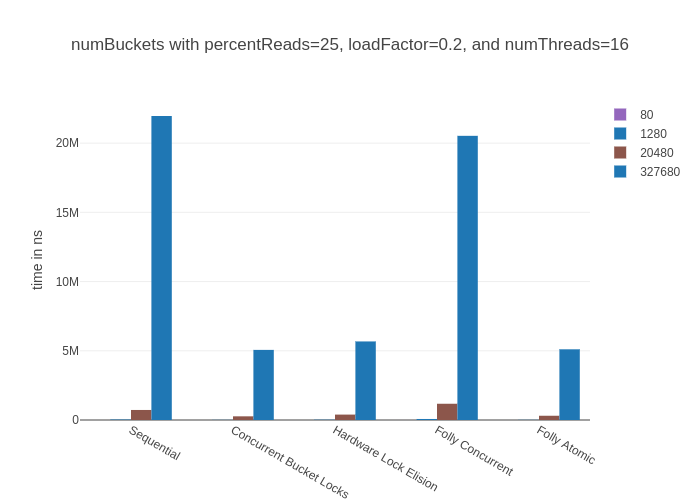 numBuckets with percentReads=25, loadFactor=0.2, and numThreads=16
80
1280
20480
327680
20M
15M
10M
5M
0
time in ns
Sequential
Concurrent Bucket Locks
Hardware Lock Elision
Folly Concurrent
Folly Atomic